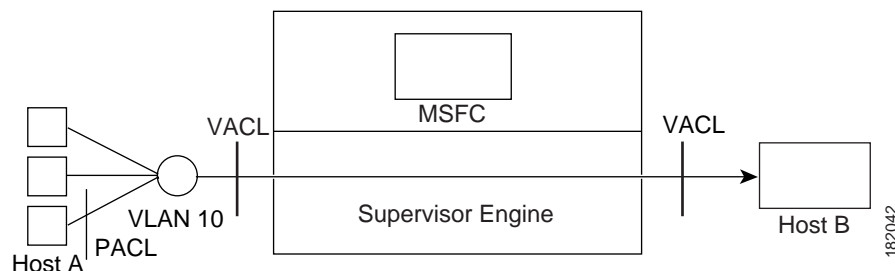 MSFC
VACL
VACL
Supervisor Engine
VLAN 10
Host B
PACL
Host A
182042